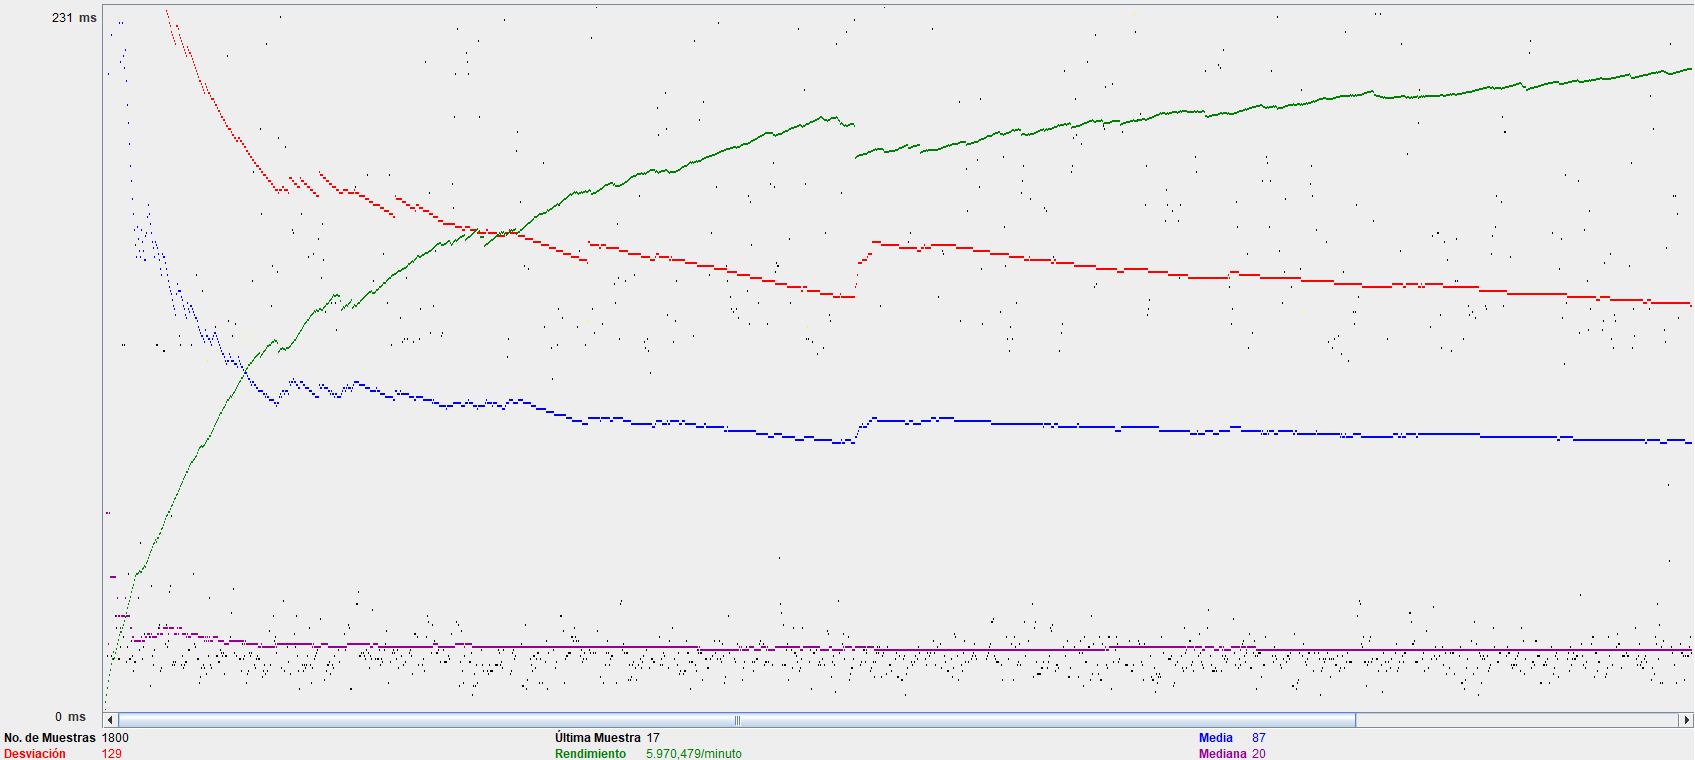 231 ms
0 ms
No. de Muestras 1800 Última Muestra 17 Media 87
Desviación 129 Rendimiento 5.970,479/minuto Mediana 20